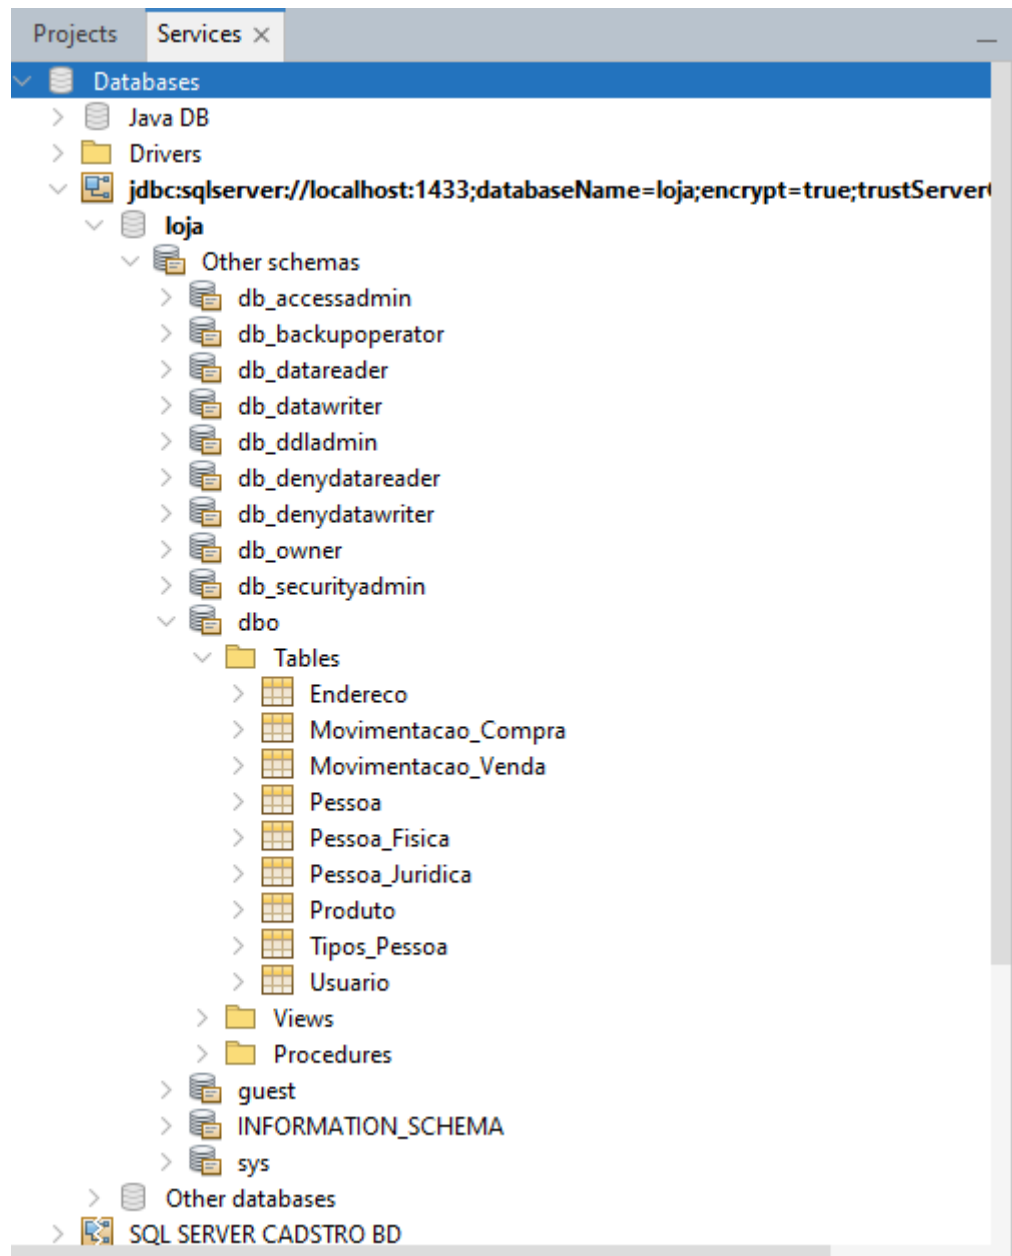 Projects Services
Databases
Java DB
Drivers
jdbc:sqlserver://localhost:1433;databaseName=loja;encrypt=true;trustServer
loja
Other schemas
db_accessadmin
db_backupoperator
db_datareader
db_datawriter
db_ddladmin
db_denydatareader
db_denydatawriter
db_owner
db_securityadmin
dbo
Tables
Endereco
Movimentacao_Compra
Movimentacao_Venda
Pessoa
Pessoa_Fisica
Pessoa_Juridica
Produto
Tipos_Pessoa
Usuario
Views
Procedures
guest
INFORMATION_SCHEMA
sys
Other databases
SQL SERVER CADSTRO BD